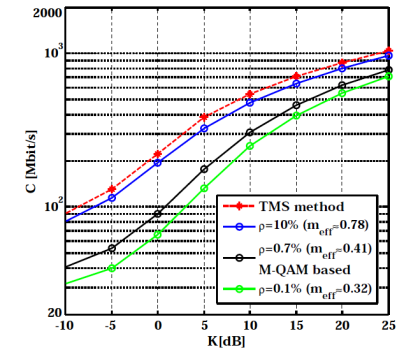 2000
10³
C [Mbit/s]
10²
20
TMS method
ρ=10% (m_eff=0.78)
ρ=0.7% (m_eff=0.41)
M-QAM based
ρ=0.1% (m_eff=0.32)
-10 -5 0 5 10 15 20 25
K[dB]